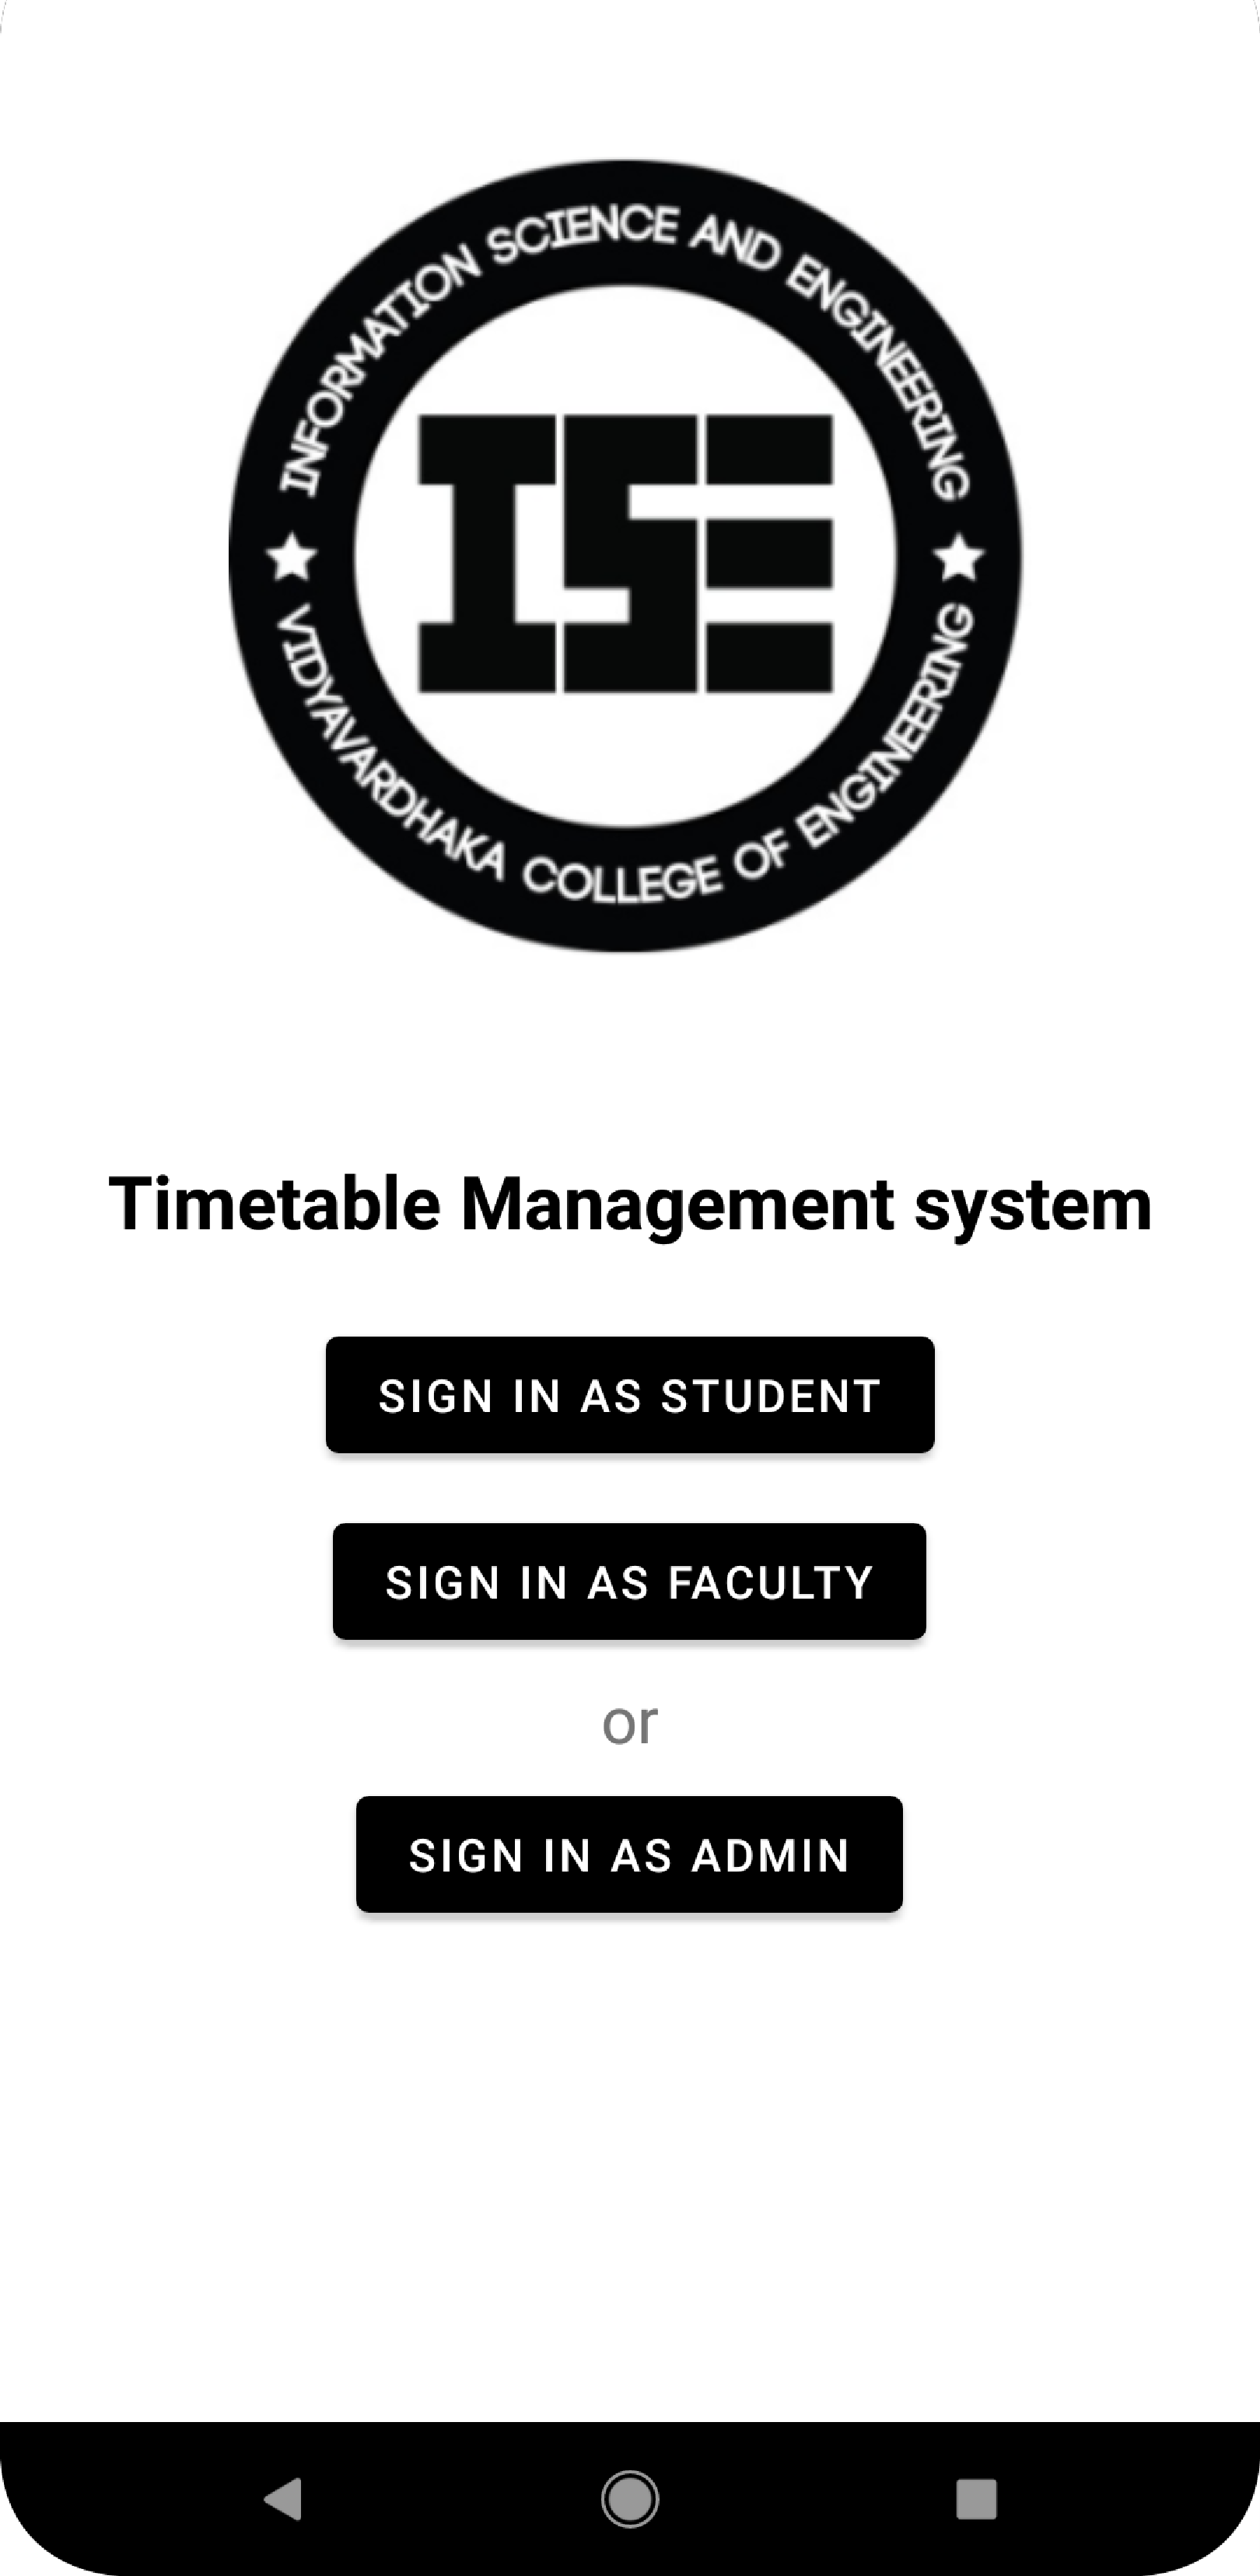 INFORMATION SCIENCE AND ENGINEERING
ISE
VIDYAVARDHAKA COLLEGE OF ENGINEERING
Timetable Management system
SIGN IN AS STUDENT
SIGN IN AS FACULTY
or
SIGN IN AS ADMIN